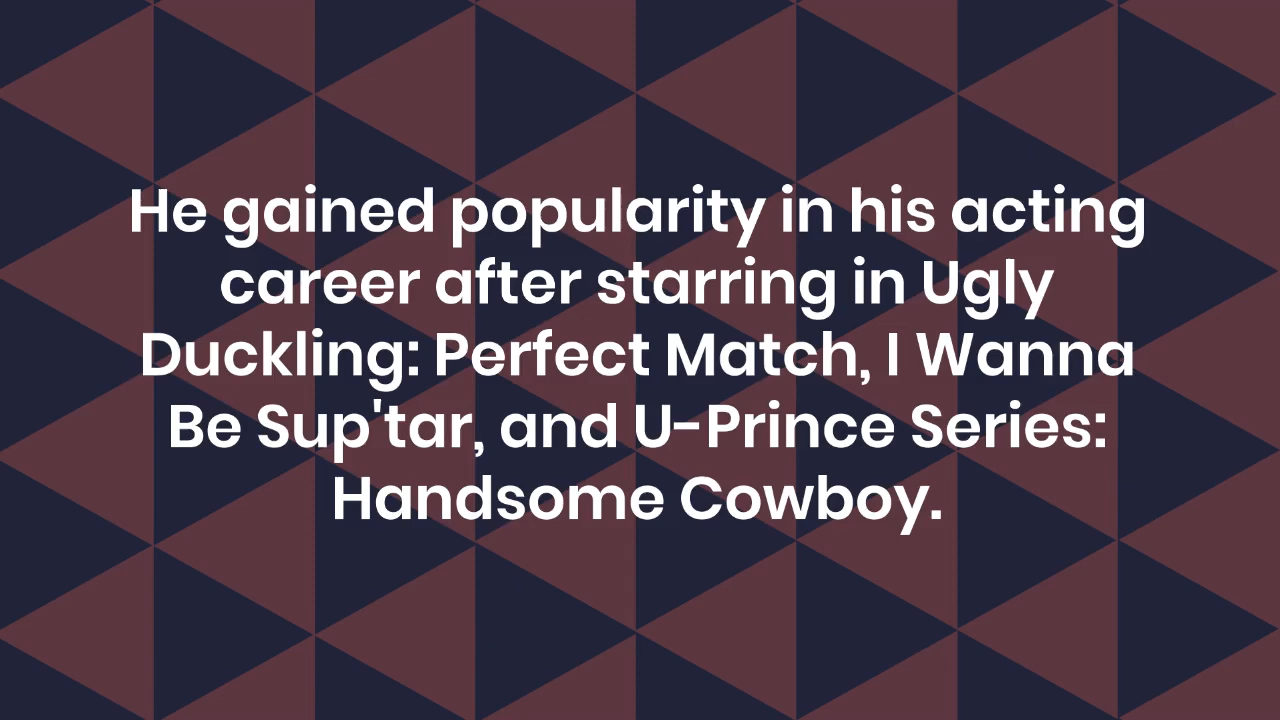 He gained popularity in his acting
career after starring in Ugly
Duckling: Perfect Match, I Wanna
Be Sup'tar, and U-Prince Series:
Handsome Cowboy.